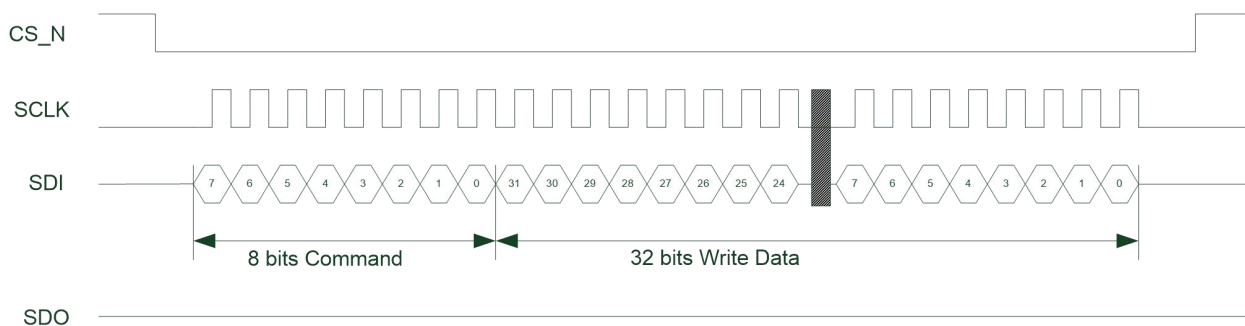 CS_N
SCLK
SDI 7 6 5 4 3 2 1 0 31 30 29 28 27 26 25 24 7 6 5 4 3 2 1 0
8 bits Command 32 bits Write Data
SDO